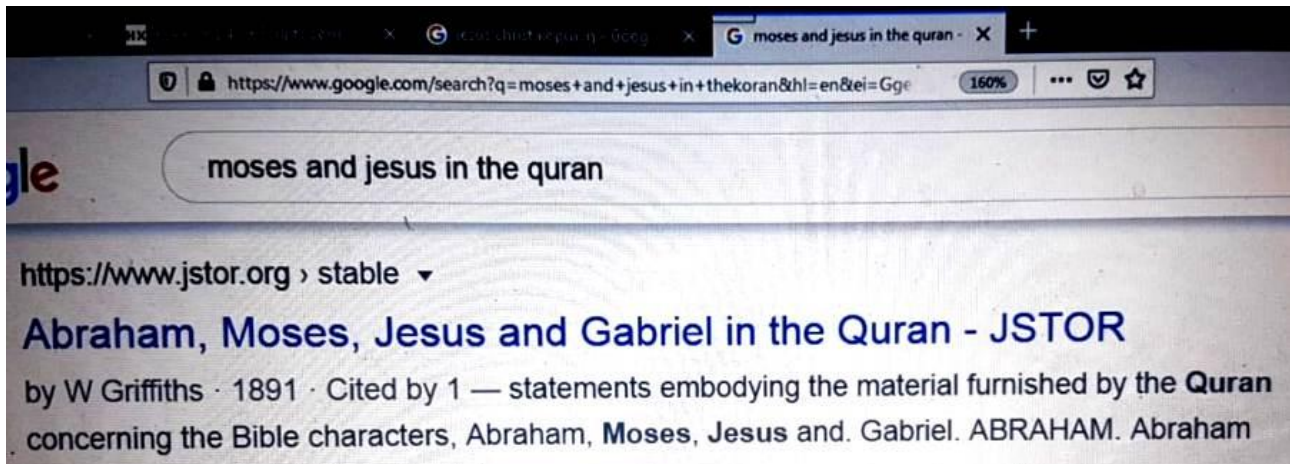 moses and jesus in the quran -
https://www.google.com/search?q=moses+and+jesus+in+thekoran&hl=en&ei=Gge
160%
gle
moses and jesus in the quran
https://www.jstor.org › stable
Abraham, Moses, Jesus and Gabriel in the Quran - JSTOR
by W Griffiths · 1891 · Cited by 1 — statements embodying the material furnished by the Quran
concerning the Bible characters, Abraham, Moses, Jesus and. Gabriel. ABRAHAM. Abraham